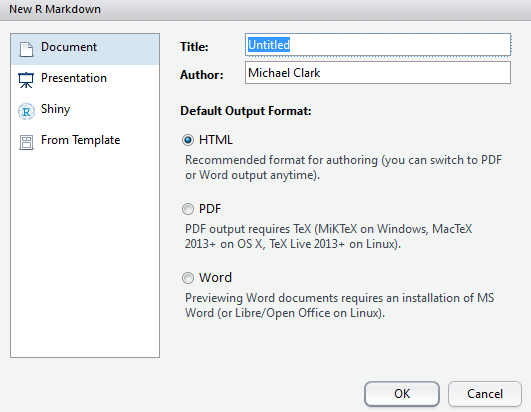 New R Markdown
Document
Presentation
Shiny
From Template
Title:
Untitled
Author:
Michael Clark
Default Output Format:
HTML
Recommended format for authoring (you can switch to PDF
or Word output anytime).
PDF
PDF output requires TeX (MiKTeX on Windows, MacTeX
2013+ on OS X, TeX Live 2013+ on Linux).
Word
Previewing Word documents requires an installation of MS
Word (or Libre/Open Office on Linux).
OK
Cancel